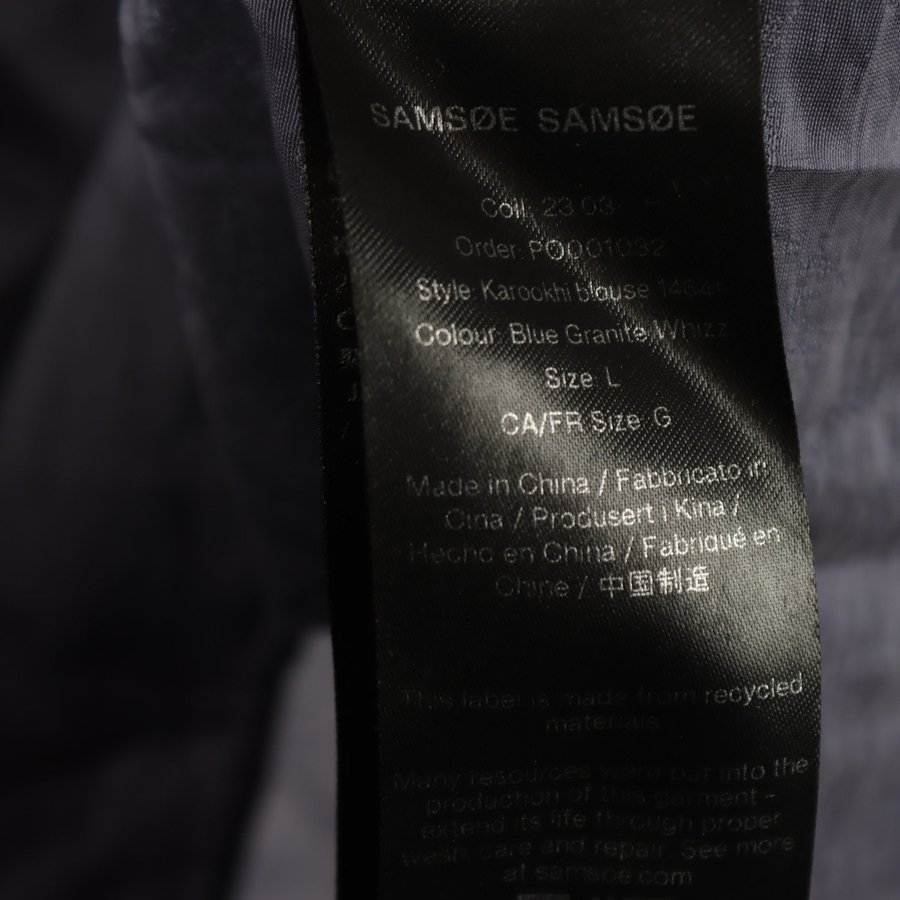 SAMSØE SAMSØE
Coll: 23 03
Order: PO001032
Style: Karookhi blouse
Colour: Blue Granite Whizz
Size L
CA/FR Size G
Made in China / Fabbricato in
Cina / Produsert i Kina /
Hecho en China / Fabriqué en
Chine / 中国制造
This label is made from recycled
materials.
Many resources were put into the
production of this garment -
extend its life through proper
wash, care and repair. See more
at samsoe.com